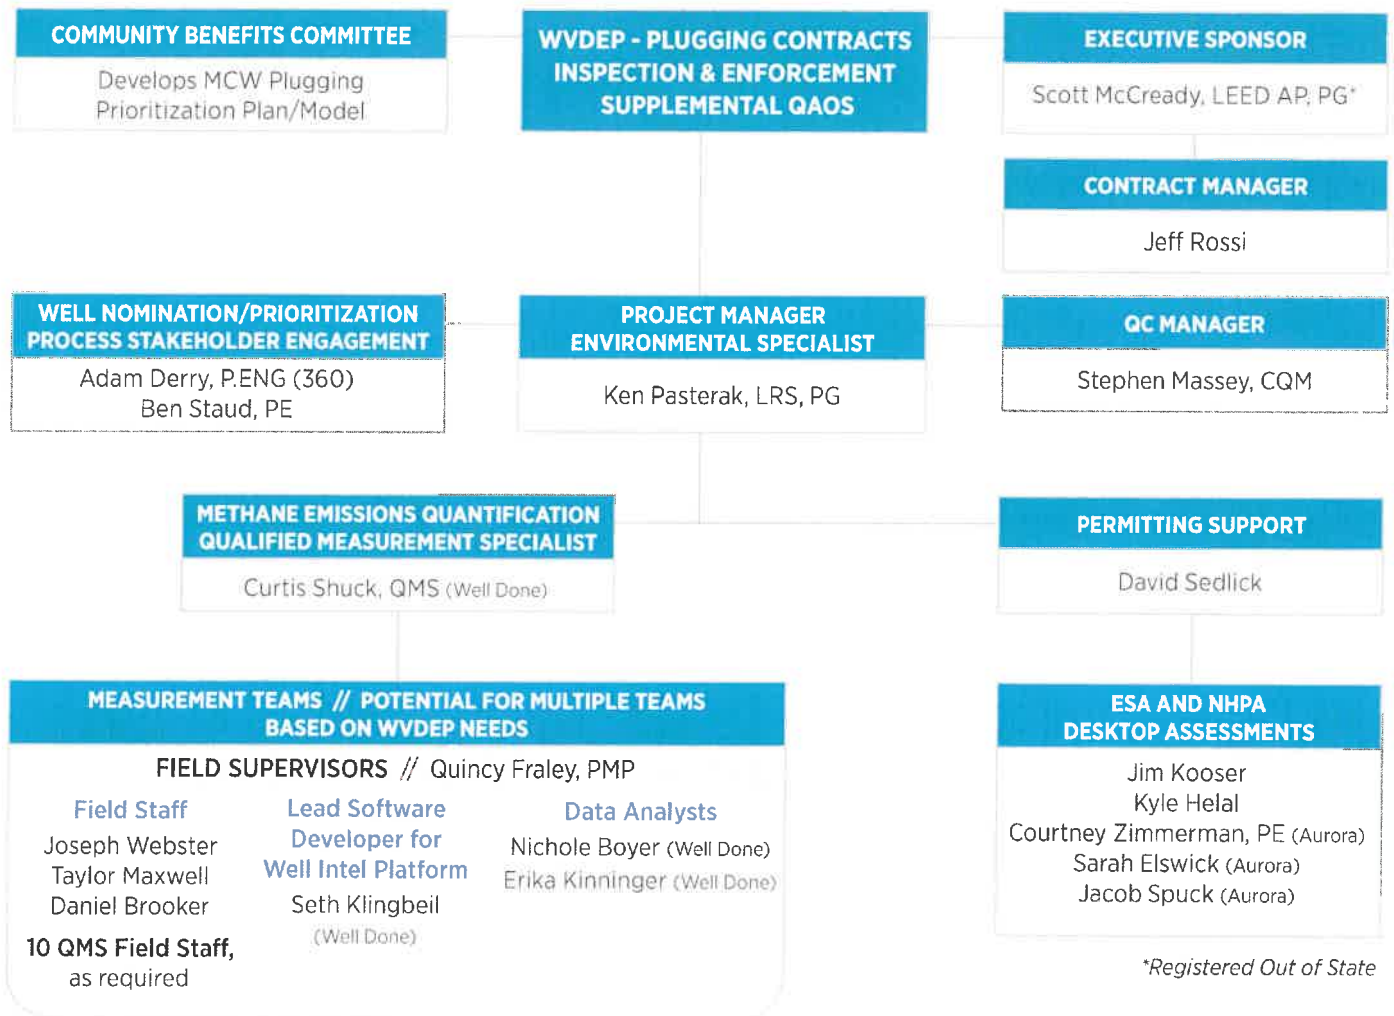 COMMUNITY BENEFITS COMMITTEE
Develops MCW Plugging
Prioritization Plan/Model
WVDEP - PLUGGING CONTRACTS
INSPECTION & ENFORCEMENT
SUPPLEMENTAL QAOS
EXECUTIVE SPONSOR
Scott McCready, LEED AP, PG*
CONTRACT MANAGER
Jeff Rossi
WELL NOMINATION/PRIORITIZATION
PROCESS STAKEHOLDER ENGAGEMENT
Adam Derry, P.ENG (360)
Ben Staud, PE
PROJECT MANAGER
ENVIRONMENTAL SPECIALIST
Ken Pasterak, LRS, PG
QC MANAGER
Stephen Massey, CQM
METHANE EMISSIONS QUANTIFICATION
QUALIFIED MEASUREMENT SPECIALIST
Curtis Shuck, QMS (Well Done)
PERMITTING SUPPORT
David Sedlick
MEASUREMENT TEAMS // POTENTIAL FOR MULTIPLE TEAMS
BASED ON WVDEP NEEDS
FIELD SUPERVISORS // Quincy Fraley, PMP
Field Staff
Joseph Webster
Taylor Maxwell
Daniel Brooker
10 QMS Field Staff,
as required
Lead Software
Developer for
Well Intel Platform
Seth Klingbeil
(Well Done)
Data Analysts
Nichole Boyer (Well Done)
Erika Kinninger (Well Done)
ESA AND NHPA
DESKTOP ASSESSMENTS
Jim Kooser
Kyle Helal
Courtney Zimmerman, PE (Aurora)
Sarah Elswick (Aurora)
Jacob Spuck (Aurora)
*Registered Out of State